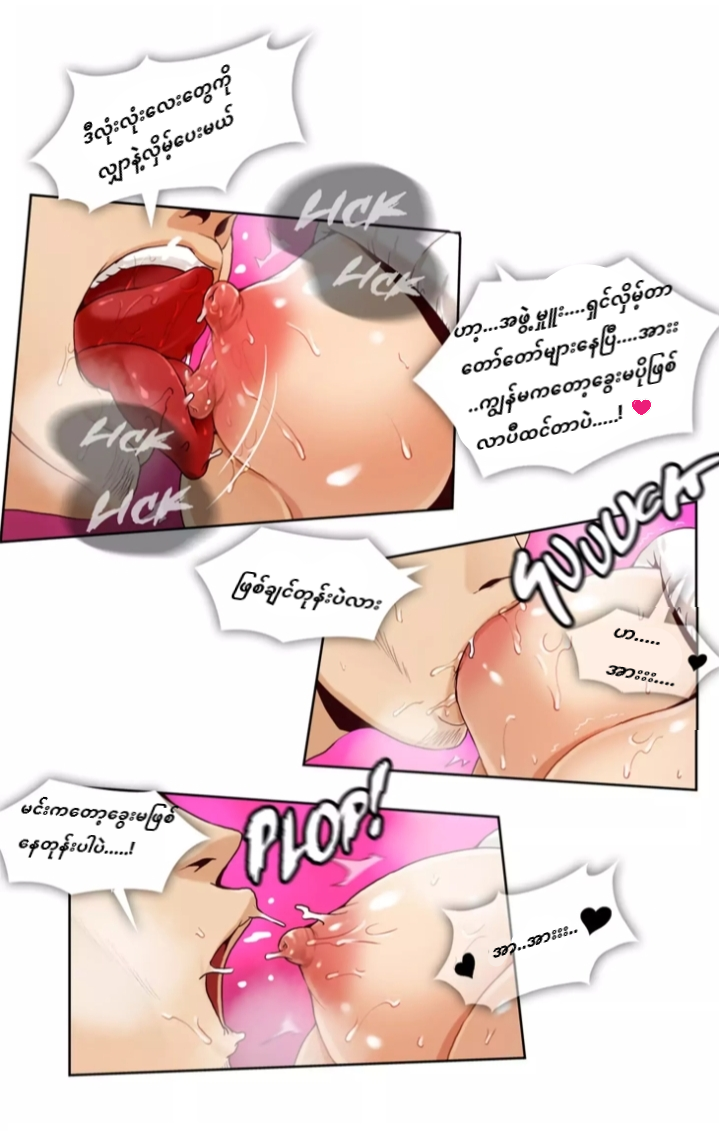 ဒီလုံးလုံးလေးတွေကို
လျှာနဲ့လှိမ့်ပေးမယ်
LICK
LICK
ဟာ့...အဖွဲ့မှူး....ရှင်လှိမ့်တာ
တော်တော်များနေပြီ....အားး
..ကျွန်မကတော့ခွေးမပိုဖြစ်
လာပီထင်တာပဲ.....! ♥
LICK
LICK
SUUUUCK
ဖြစ်ချင်တုန်းပဲလား
ဟာ.....
အားးးး.... ♥
PLOP!
မင်းကတော့ခွေးမဖြစ်
နေတုန်းပါပဲ.....!
♥ အာ့..အားးးး.. ♥